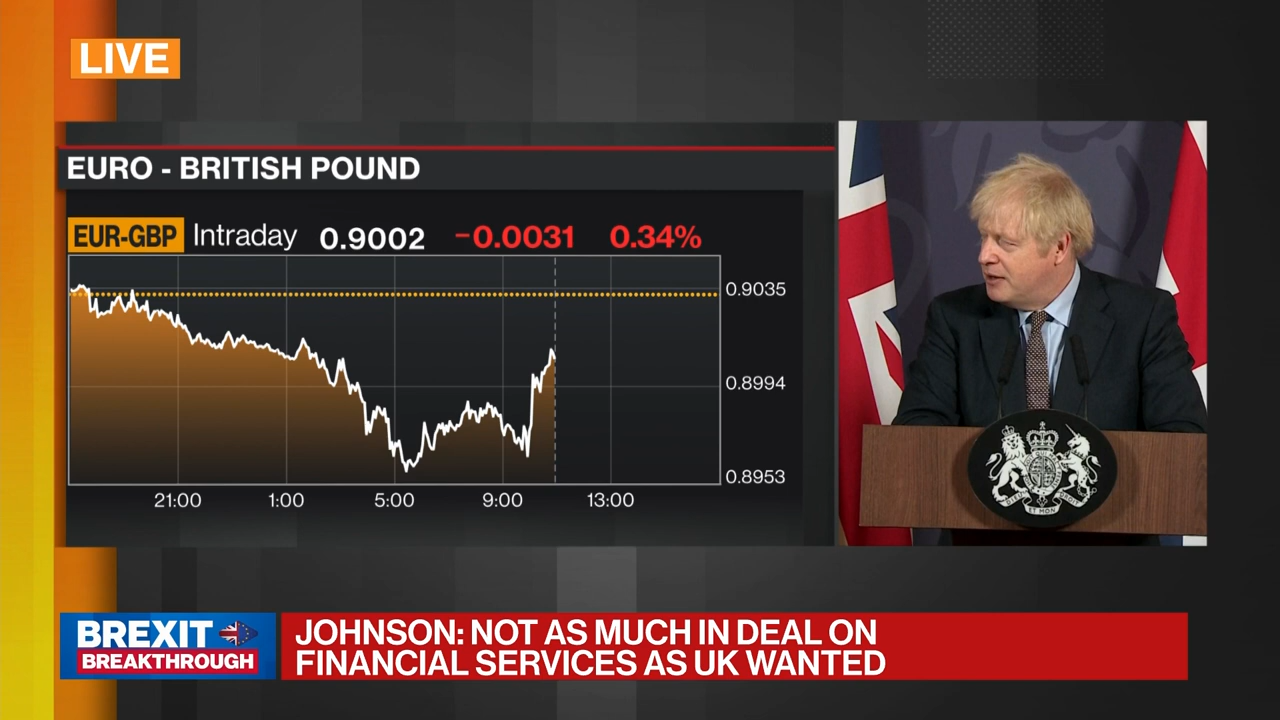 LIVE
EURO - BRITISH POUND
EUR-GBP Intraday 0.9002 -0.0031 0.34%
0.9035
0.8994
0.8953
21:00 1:00 5:00 9:00 13:00
ET MON
BREXIT
BREAKTHROUGH
JOHNSON: NOT AS MUCH IN DEAL ON
FINANCIAL SERVICES AS UK WANTED